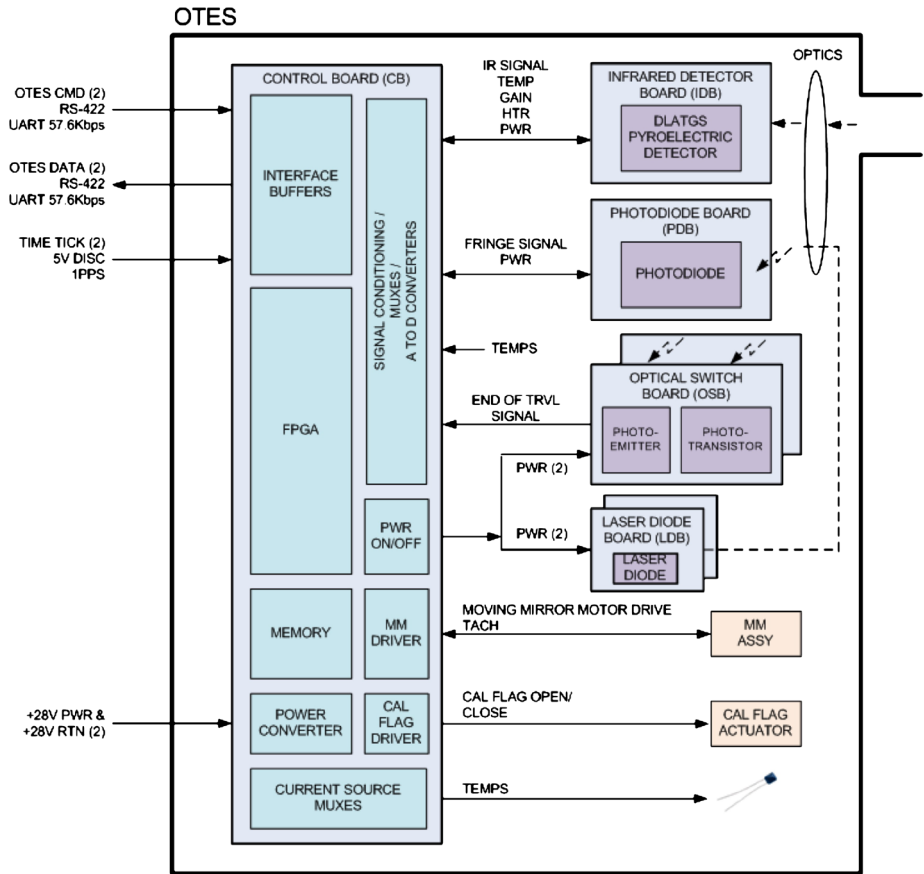 OTES
OTES CMD (2)
RS-422
UART 57.6Kbps
OTES DATA (2)
RS-422
UART 57.6Kbps
TIME TICK (2)
5V DISC
1PPS
+28V PWR &
+28V RTN (2)
CONTROL BOARD (CB)
INTERFACE
BUFFERS
FPGA
SIGNAL CONDITIONING /
MUXES /
A TO D CONVERTERS
PWR
ON/OFF
MEMORY
MM
DRIVER
POWER
CONVERTER
CAL
FLAG
DRIVER
CURRENT SOURCE
MUXES
IR SIGNAL
TEMP
GAIN
HTR
PWR
FRINGE SIGNAL
PWR
TEMPS
END OF TRVL
SIGNAL
PWR (2)
PWR (2)
MOVING MIRROR MOTOR DRIVE
TACH
CAL FLAG OPEN/
CLOSE
TEMPS
OPTICS
INFRARED DETECTOR
BOARD (IDB)
DLATGS
PYROELECTRIC
DETECTOR
PHOTODIODE BOARD
(PDB)
PHOTODIODE
OPTICAL SWITCH
BOARD (OSB)
PHOTO-
EMITTER
PHOTO-
TRANSISTOR
LASER DIODE
BOARD (LDB)
LASER
DIODE
MM
ASSY
CAL FLAG
ACTUATOR